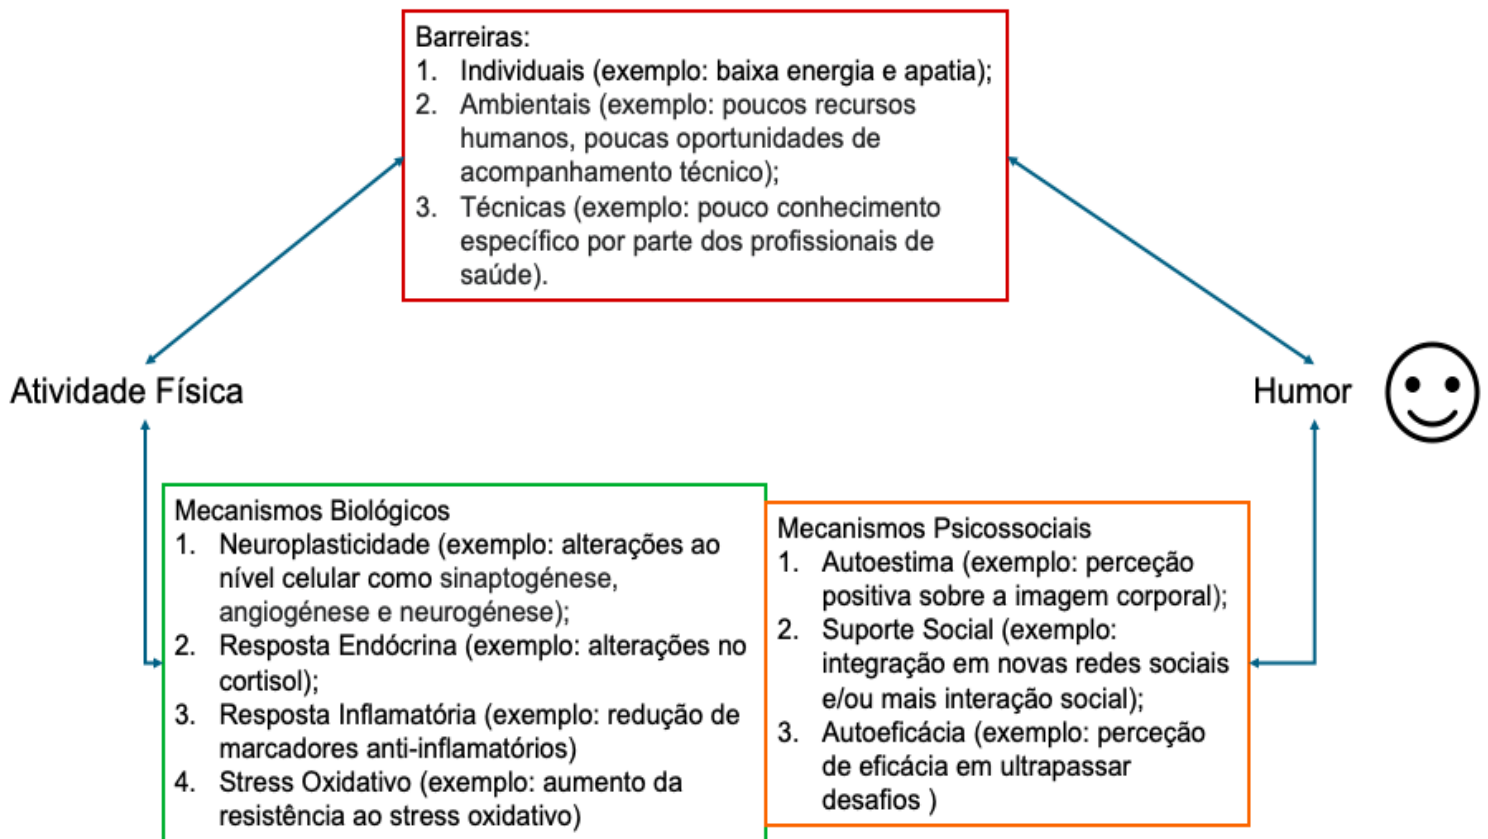 Barreiras:
1. Individuais (exemplo: baixa energia e apatia);
2. Ambientais (exemplo: poucos recursos
humanos, poucas oportunidades de
acompanhamento técnico);
3. Técnicas (exemplo: pouco conhecimento
específico por parte dos profissionais de
saúde).
Atividade Física
Humor
Mecanismos Biológicos
1. Neuroplasticidade (exemplo: alterações ao
nível celular como sinaptogénese,
angiogénese e neurogénese);
2. Resposta Endócrina (exemplo: alterações no
cortisol);
3. Resposta Inflamatória (exemplo: redução de
marcadores anti-inflamatórios)
4. Stress Oxidativo (exemplo: aumento da
resistência ao stress oxidativo)
Mecanismos Psicossociais
1. Autoestima (exemplo: perceção
positiva sobre a imagem corporal);
2. Suporte Social (exemplo:
integração em novas redes sociais
e/ou mais interação social);
3. Autoeficácia (exemplo: perceção
de eficácia em ultrapassar
desafios )